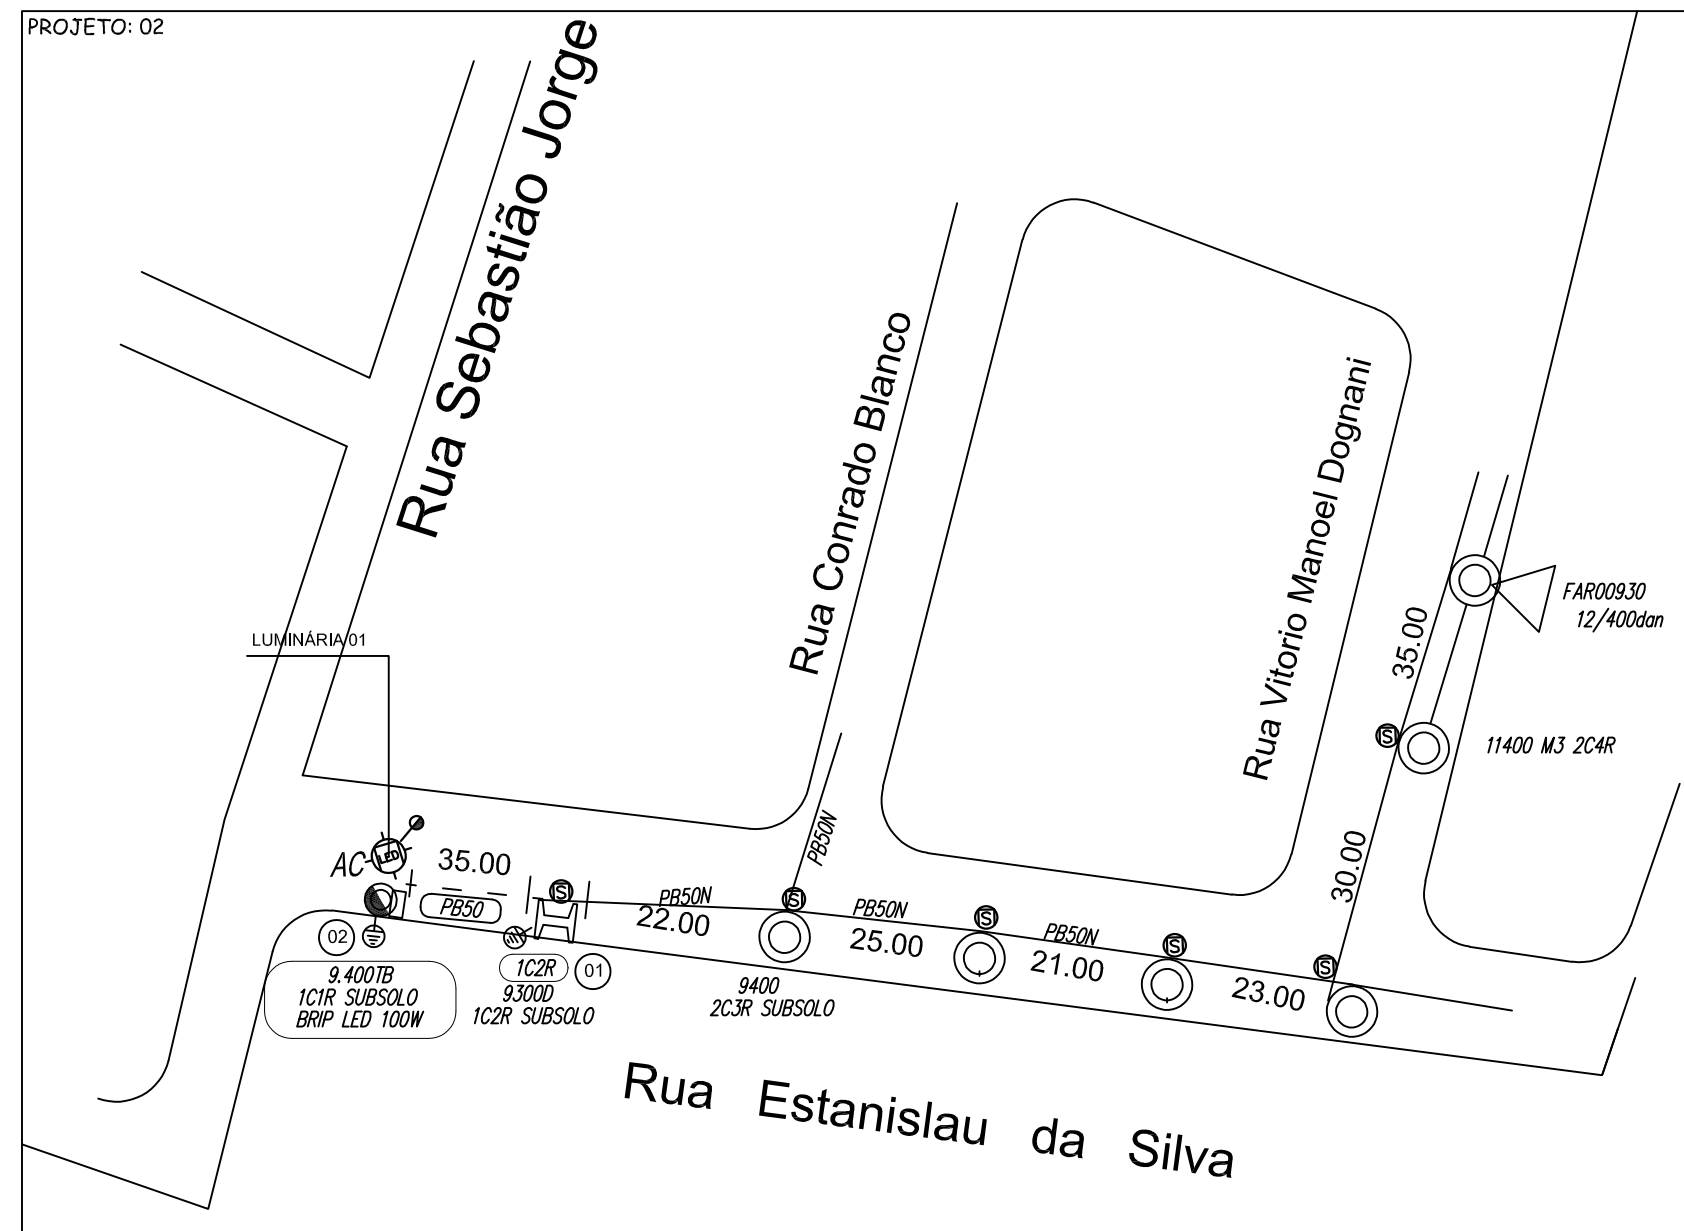 PROJETO: 02
Rua Sebastião Jorge
Rua Conrado Blanco
Rua Vitorio Manoel Dognani
FAR00930
12/400dan
35.00
LUMINÁRIA 01
S
11400 M3 2C4R
PB50N
30.00
LED
AC
35.00
S
PB50N
S
PB50N
S
PB50N
S
S
PB50
22.00
25.00
21.00
23.00
02
1C2R
01
9.400TB
1C1R SUBSOLO
BRIP LED 100W
9300D
1C2R SUBSOLO
9400
2C3R SUBSOLO
Rua Estanislau da Silva